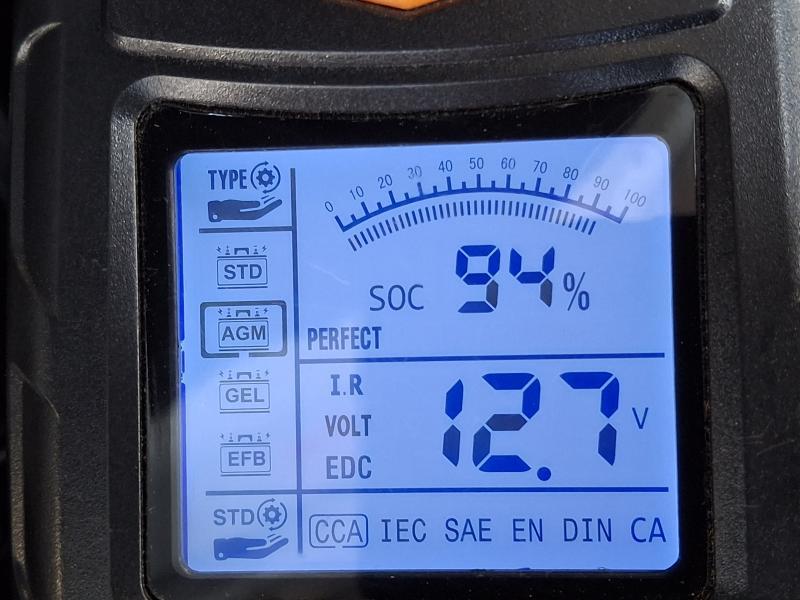 TYPE
0 10 20 30 40 50 60 70 80 90 100
STD
SOC 94%
AGM
PERFECT
GEL
I.R
VOLT 12.7 V
EFB
EDC
STD
CCA IEC SAE EN DIN CA